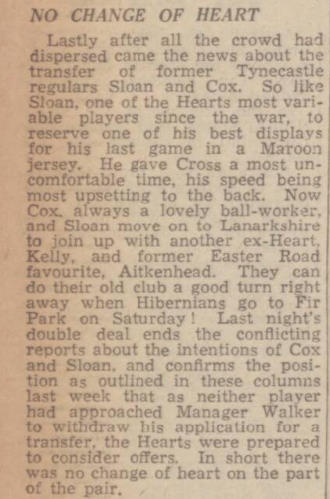 NO CHANGE OF HEART
Lastly after all the crowd had
dispersed came the news about the
transfer of former Tynecastle
regulars Sloan and Cox. So like
Sloan, one of the Hearts most vari-
able players since the war, to
reserve one of his best displays
for his last game in a Maroon
jersey. He gave Cross a most un-
comfortable time, his speed being
most upsetting to the back. Now
Cox, always a lovely ball-worker,
and Sloan move on to Lanarkshire
to join up with another ex-Heart,
Kelly, and former Easter Road
favourite, Aitkenhead. They can
do their old club a good turn right
away when Hibernians go to Fir
Park on Saturday! Last night's
double deal ends the conflicting
reports about the intentions of Cox
and Sloan, and confirms the posi-
tion as outlined in these columns
last week that as neither player
had approached Manager Walker
to withdraw his application for a
transfer, the Hearts were prepared
to consider offers. In short there
was no change of heart on the part
of the pair.